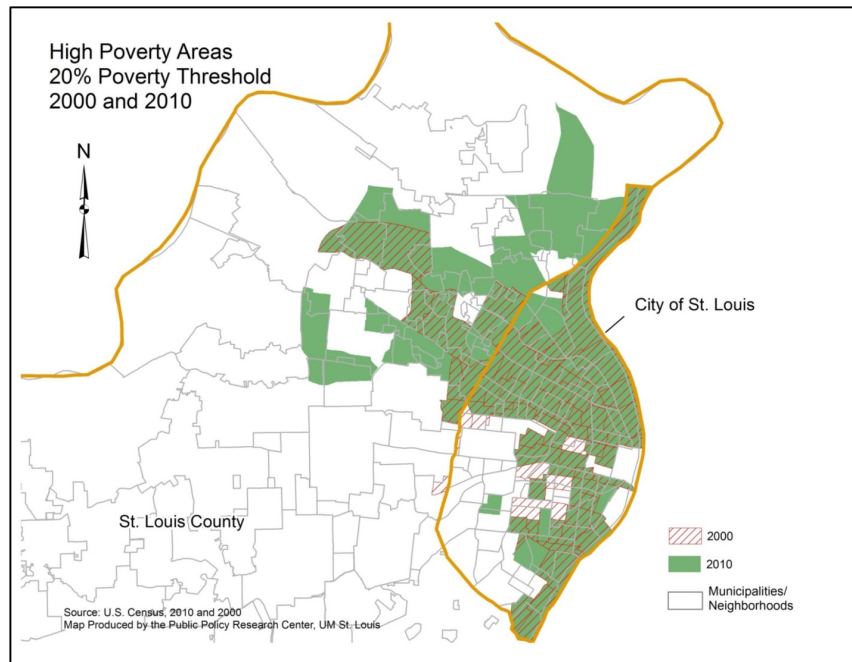 High Poverty Areas
20% Poverty Threshold
2000 and 2010
N
City of St. Louis
St. Louis County
2000
2010
Municipalities/
Neighborhoods
Source: U.S. Census, 2010 and 2000
Map Produced by the Public Policy Research Center, UM St. Louis